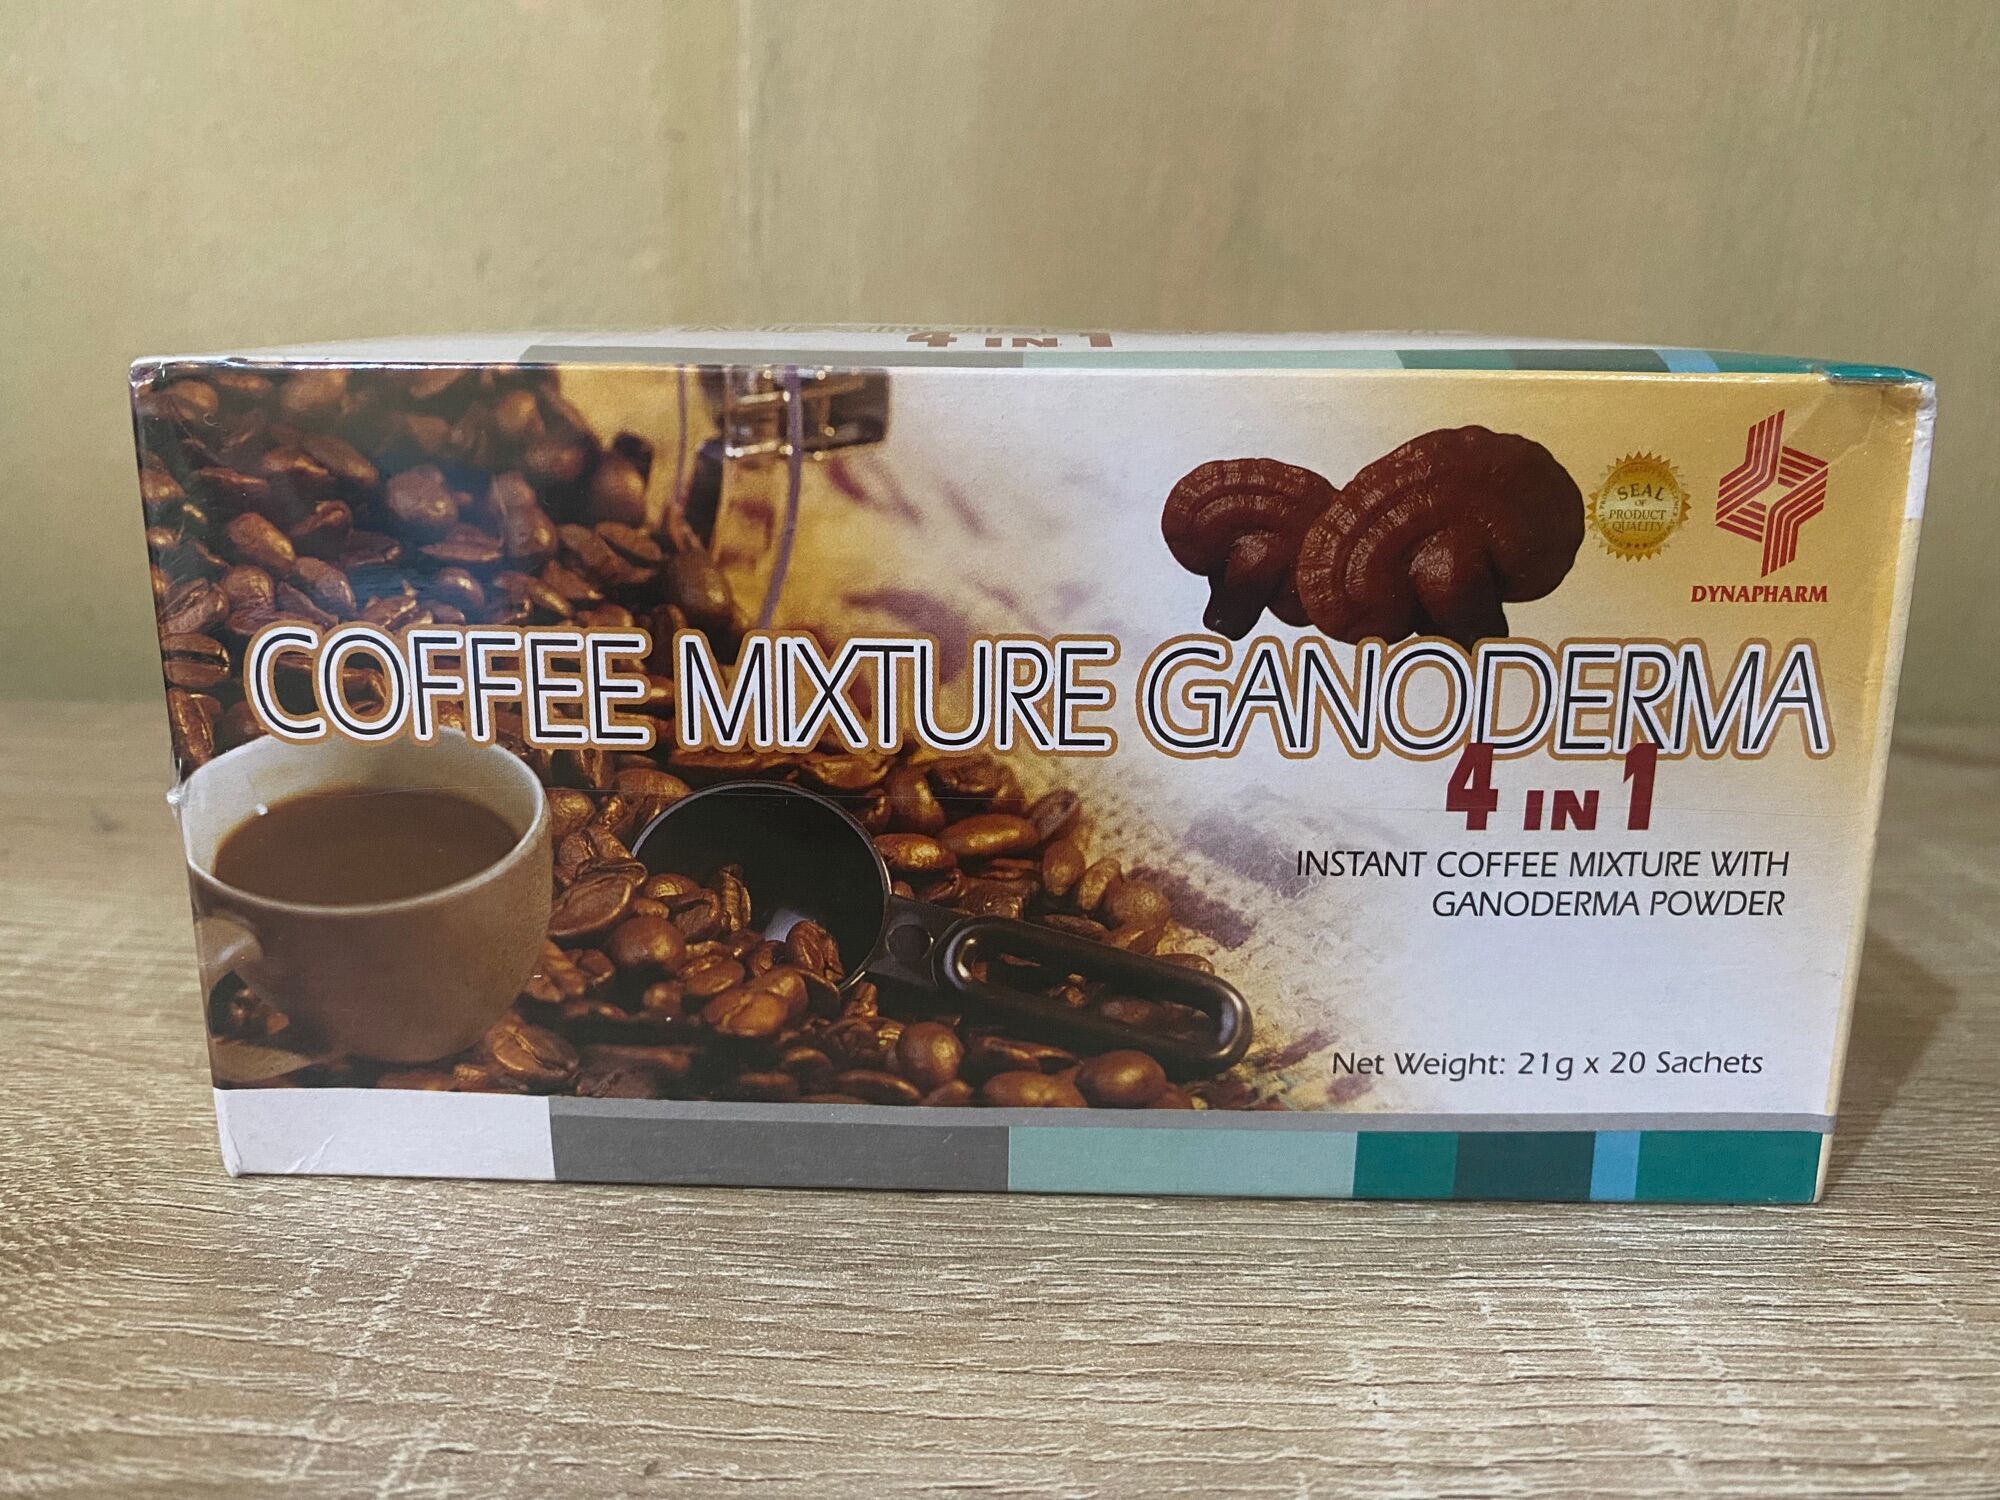 4 IN 1
SEAL
OF
PRODUCT
QUALITY
DYNAPHARM
COFFEE MIXTURE GANODERMA
4 IN 1
INSTANT COFFEE MIXTURE WITH
GANODERMA POWDER
Net Weight: 21g x 20 Sachets